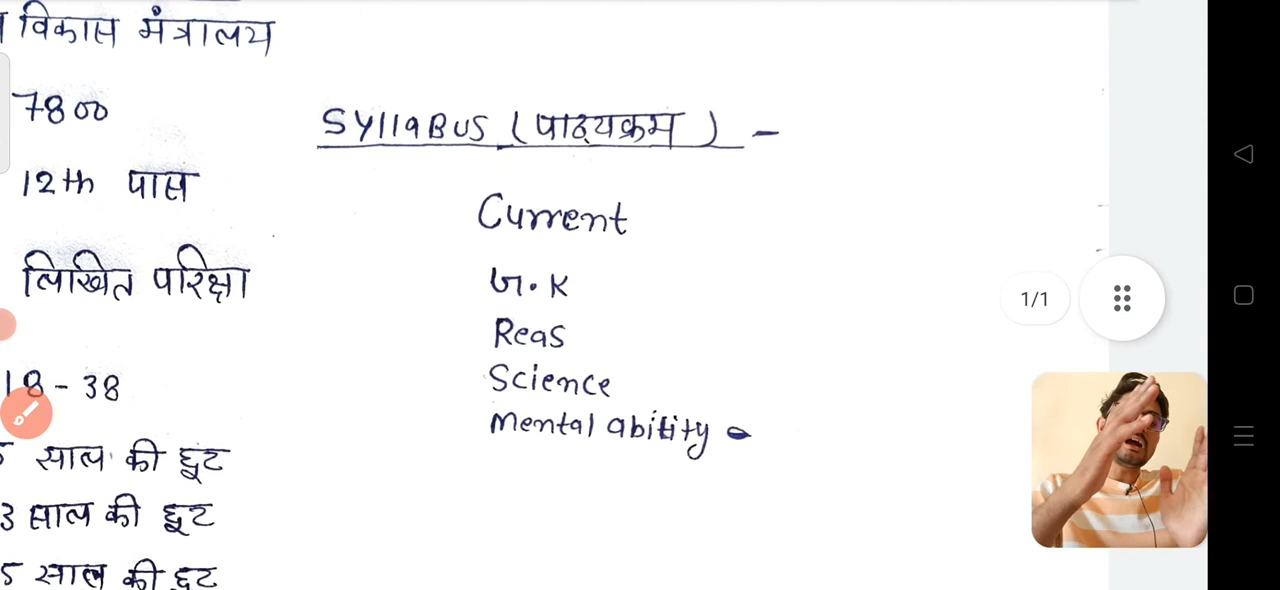 विकास मंत्रालय
7800
12th पास
लिखित परिक्षा
18 - 38
साल की छूट
3 साल की छूट
5 साल की छूट
SYllaBUS (पाठ्यक्रम) -
Current
G.K
Reas
Science
Mental ability -
1/1